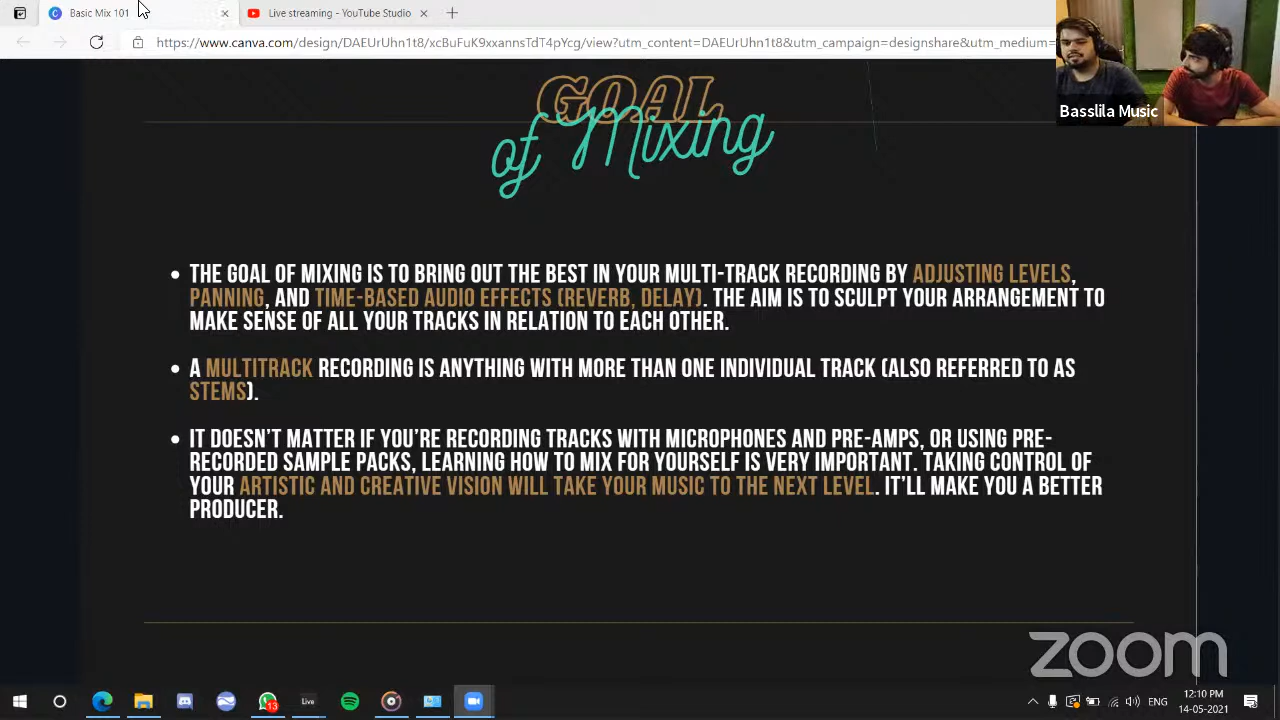 Basic Mix 101
Live streaming - YouTube Studio
https://www.canva.com/design/DAEUrUhn1t8/xcBuFuK9xxannsTdT4pYcg/view?utm_content=DAEUrUhn1t8&utm_campaign=designshare&utm_medium=
Basslila Music
GOAL
of Mixing
• THE GOAL OF MIXING IS TO BRING OUT THE BEST IN YOUR MULTI-TRACK RECORDING BY ADJUSTING LEVELS,
PANNING, AND TIME-BASED AUDIO EFFECTS (REVERB, DELAY). THE AIM IS TO SCULPT YOUR ARRANGEMENT TO
MAKE SENSE OF ALL YOUR TRACKS IN RELATION TO EACH OTHER.
• A MULTITRACK RECORDING IS ANYTHING WITH MORE THAN ONE INDIVIDUAL TRACK (ALSO REFERRED TO AS
STEMS).
• IT DOESN'T MATTER IF YOU'RE RECORDING TRACKS WITH MICROPHONES AND PRE-AMPS, OR USING PRE-
RECORDED SAMPLE PACKS, LEARNING HOW TO MIX FOR YOURSELF IS VERY IMPORTANT. TAKING CONTROL OF
YOUR ARTISTIC AND CREATIVE VISION WILL TAKE YOUR MUSIC TO THE NEXT LEVEL. IT'LL MAKE YOU A BETTER
PRODUCER.
zoom
13
Live
ENG
12:10 PM
14-05-2021